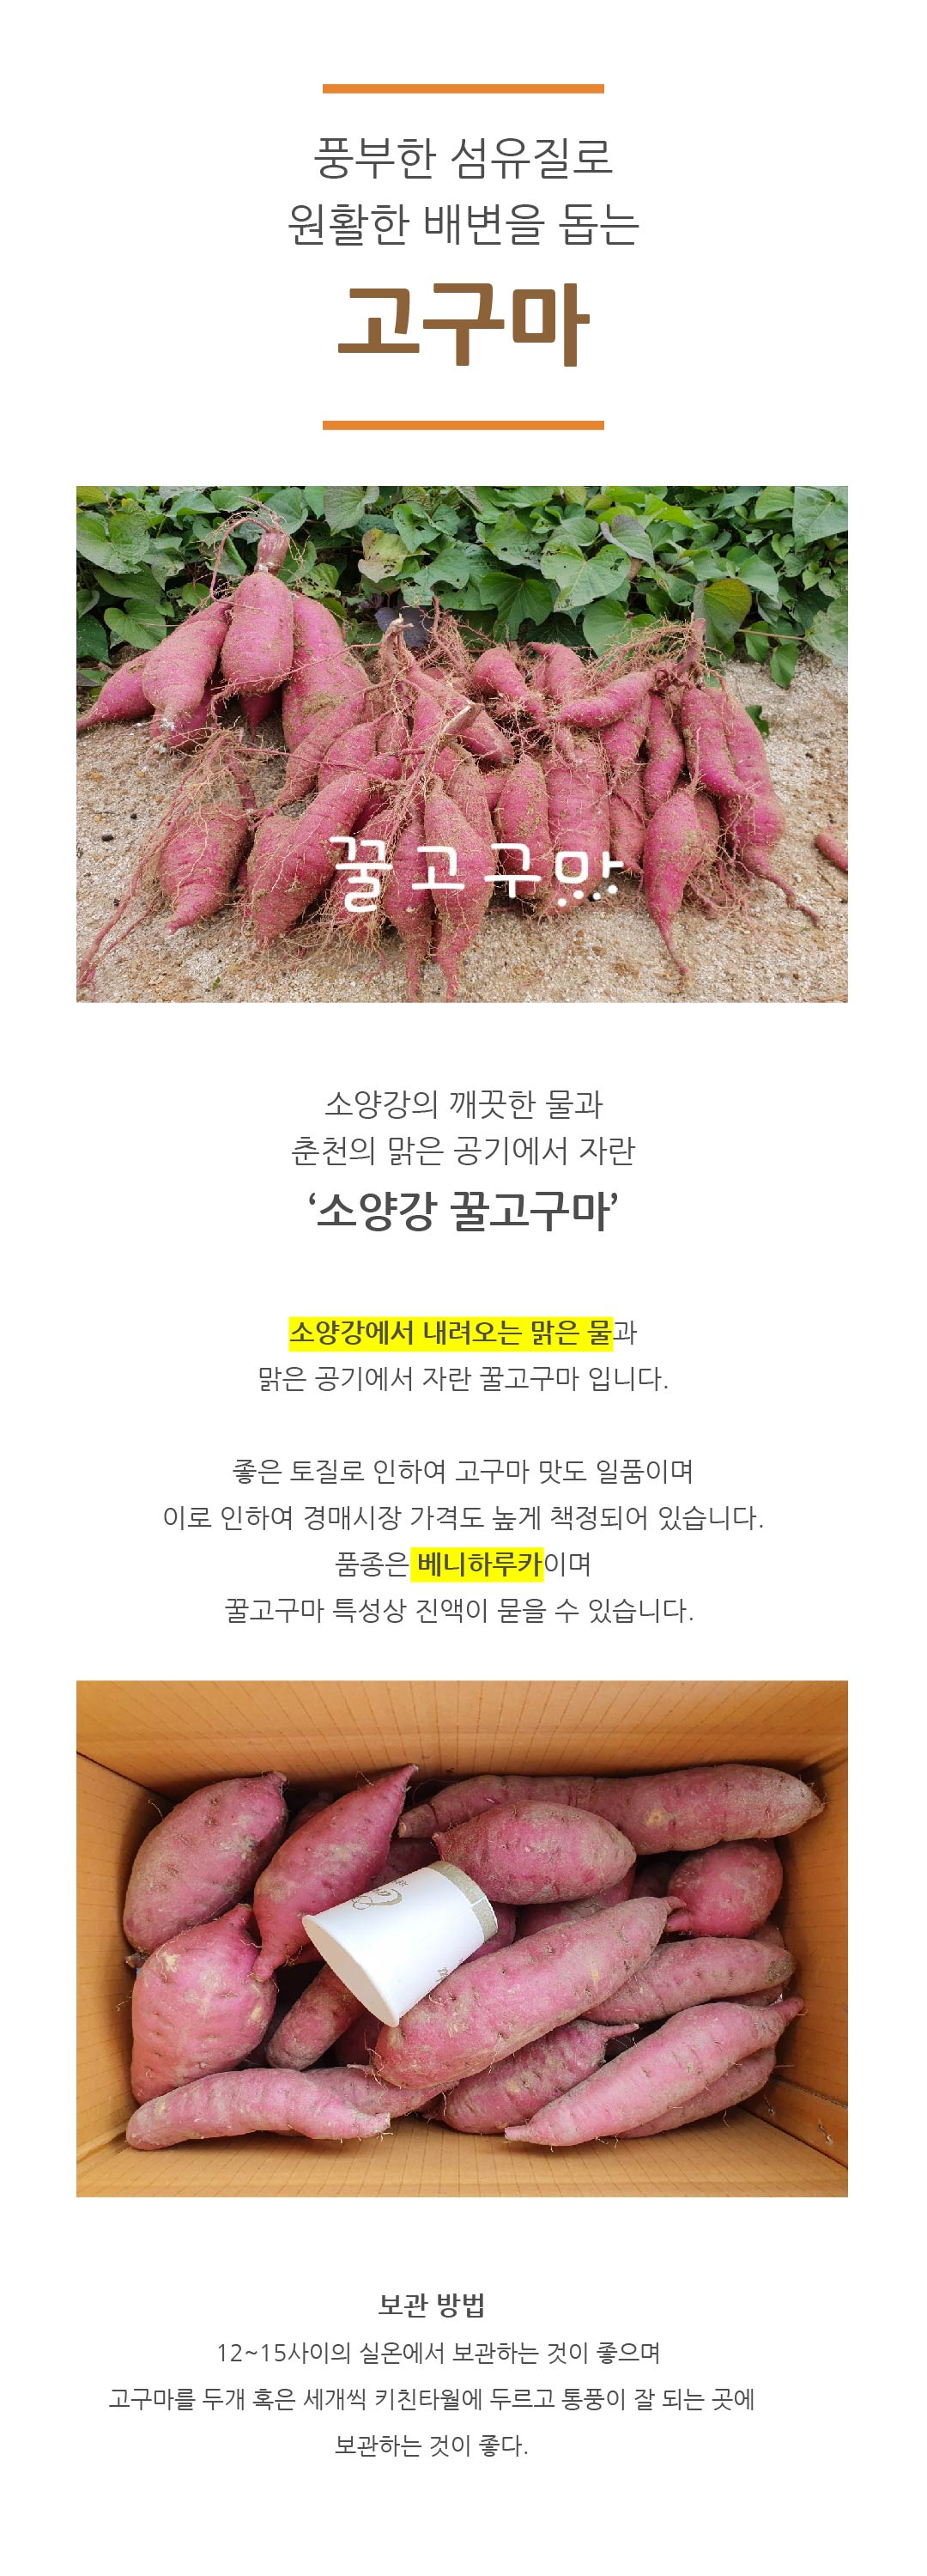 풍부한 섬유질로
원활한 배변을 돕는
고구마
꿀고구마
소양강의 깨끗한 물과
춘천의 맑은 공기에서 자란
‘소양강 꿀고구마’
소양강에서 내려오는 맑은 물과
맑은 공기에서 자란 꿀고구마 입니다.
좋은 토질로 인하여 고구마 맛도 일품이며
이로 인하여 경매시장 가격도 높게 책정되어 있습니다.
품종은 베니하루카이며
꿀고구마 특성상 진액이 묻을 수 있습니다.
보관 방법
12~15사이의 실온에서 보관하는 것이 좋으며
고구마를 두개 혹은 세개씩 키친타월에 두르고 통풍이 잘 되는 곳에
보관하는 것이 좋다.